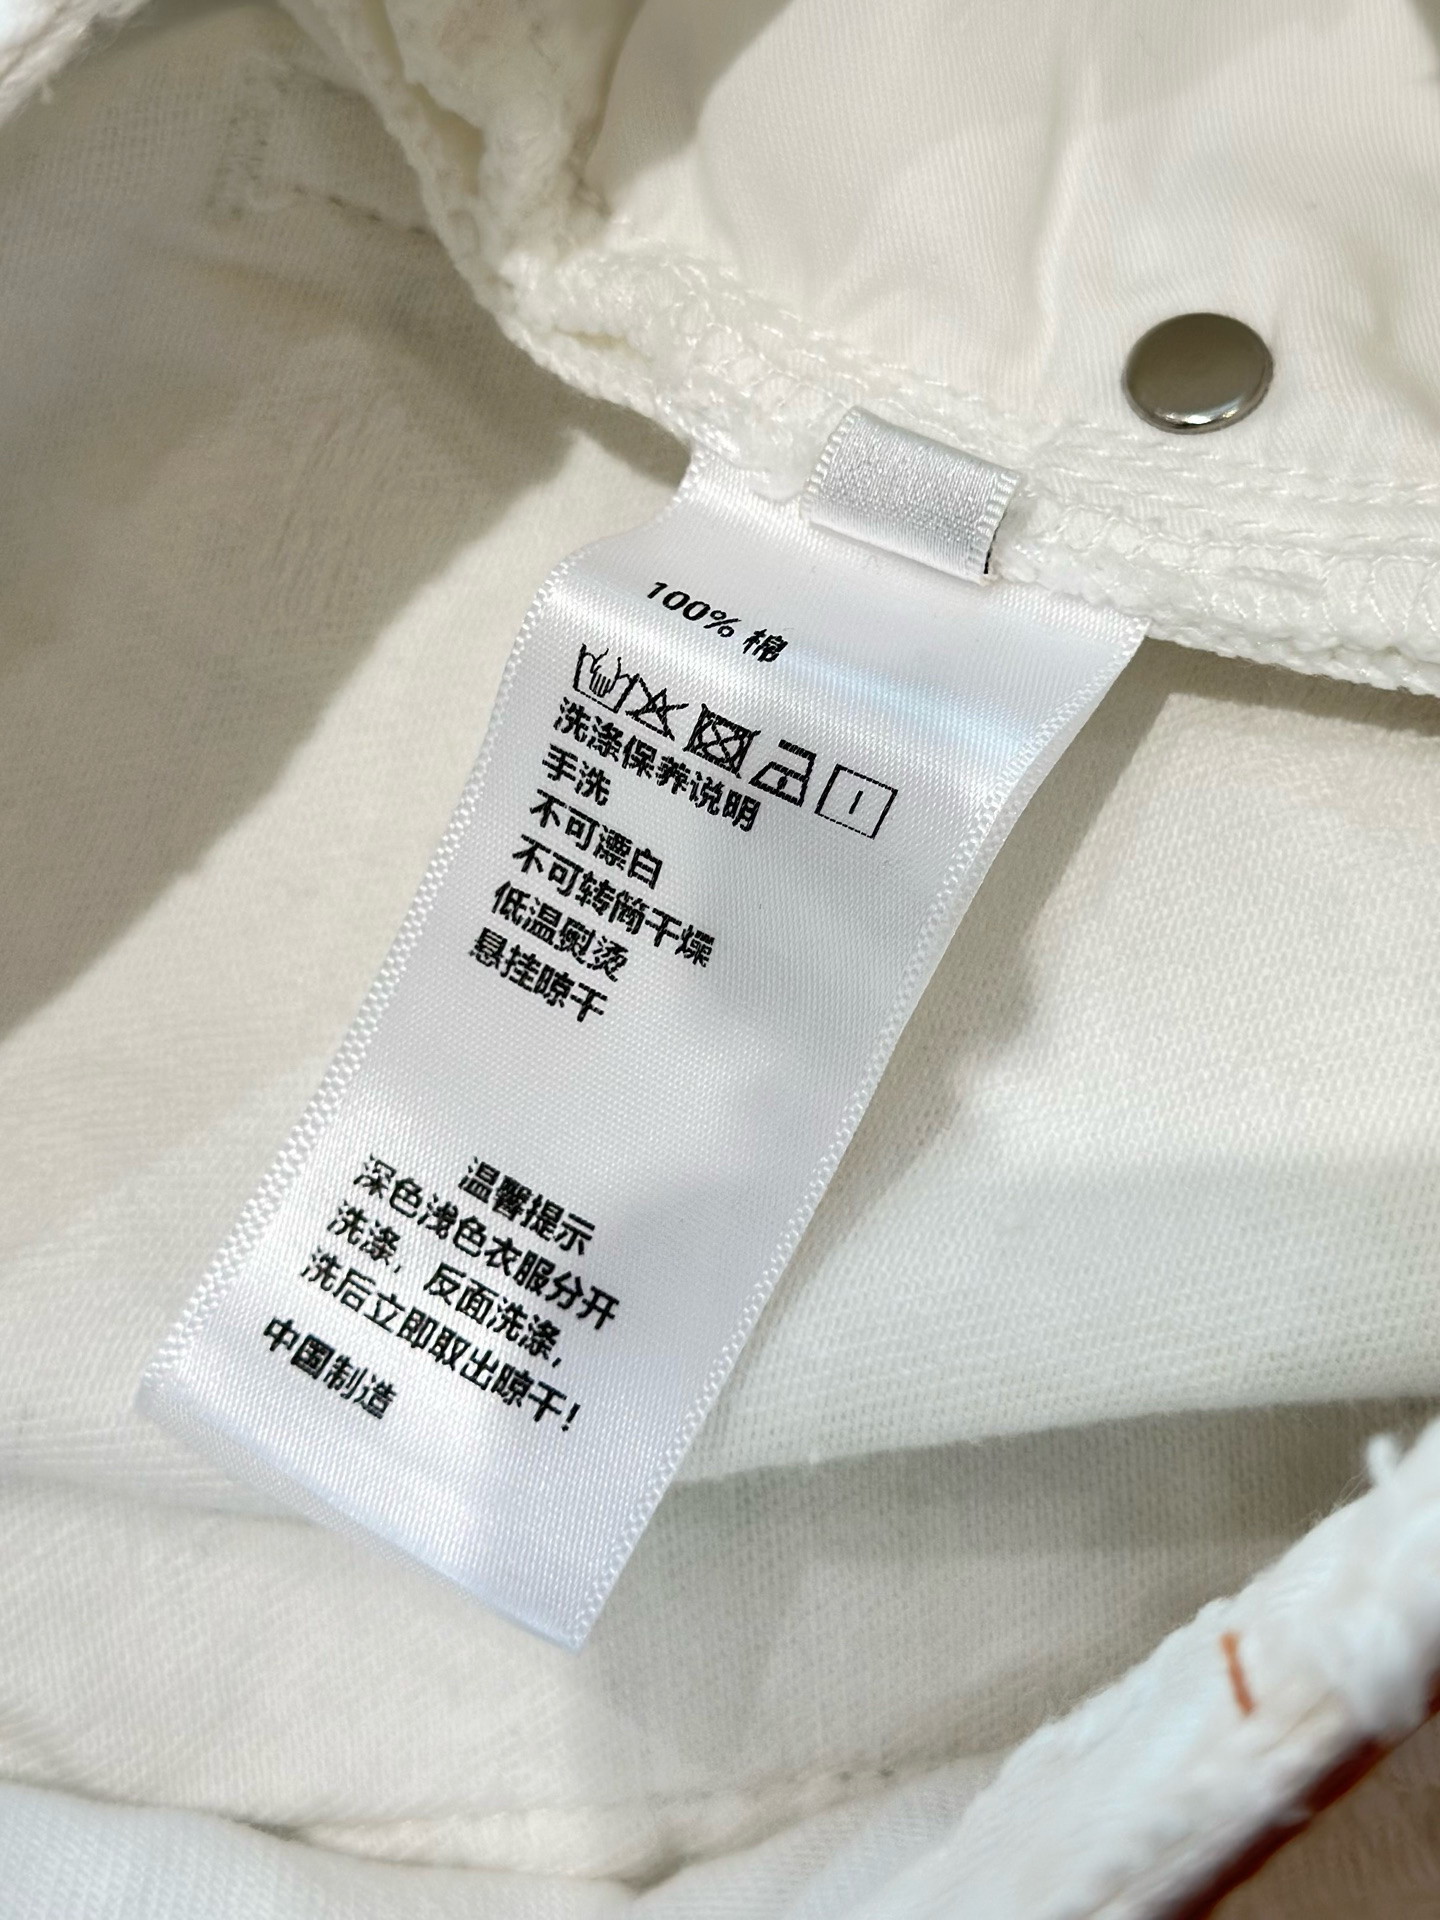 100% 棉
洗涤保养说明
手洗
不可漂白
不可转筒干燥
低温熨烫
悬挂晾干
温馨提示
深色浅色衣服分开
洗涤，反面洗涤，
洗后立即取出晾干！
中国制造